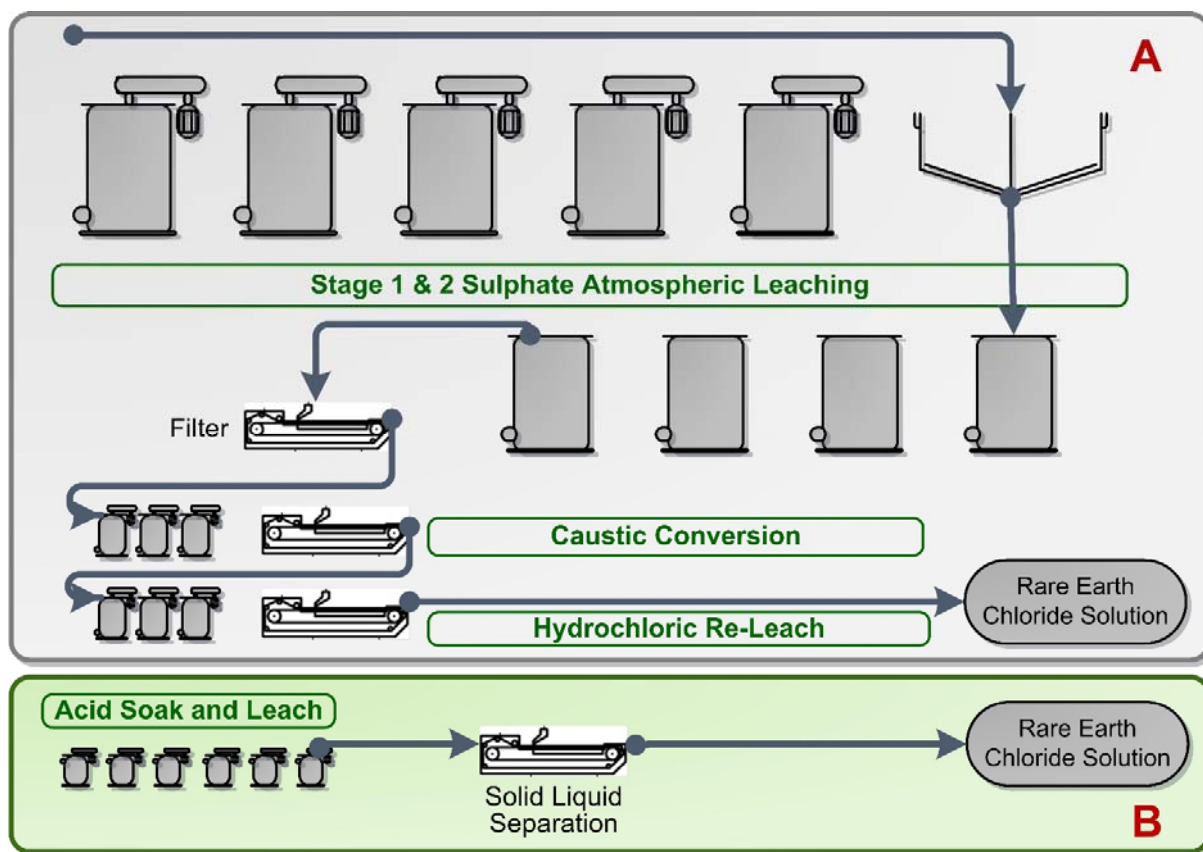 A
Stage 1 & 2 Sulphate Atmospheric Leaching
Filter
Caustic Conversion
Rare Earth
Chloride Solution
Hydrochloric Re-Leach
Acid Soak and Leach
Solid Liquid
Separation
Rare Earth
Chloride Solution
B